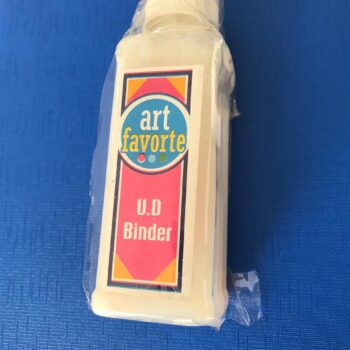 art
favorte
U.D
Binder